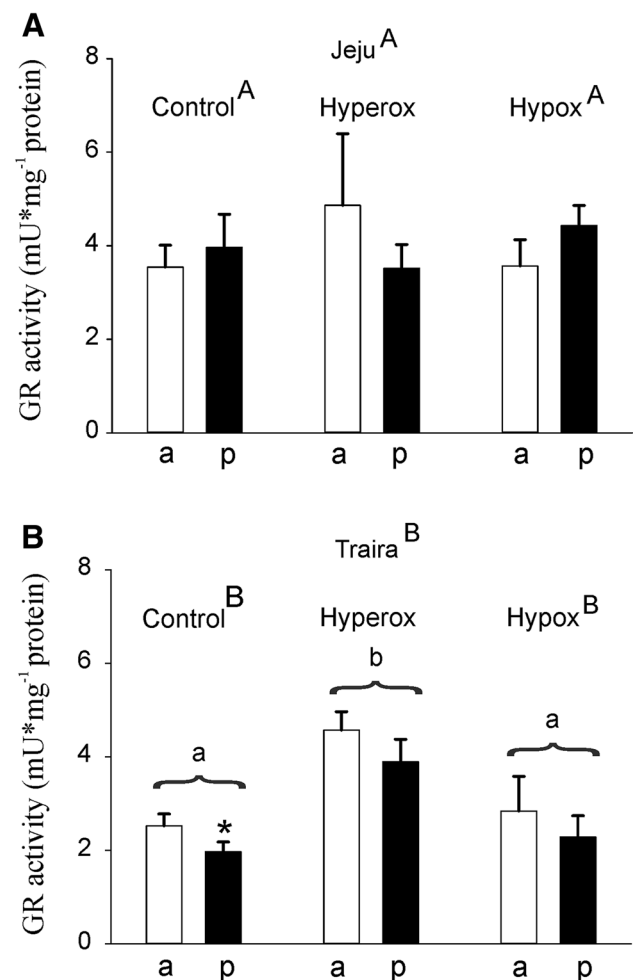 A
Jeju A
Control A Hyperox Hypox A
GR activity (mU*mg-1 protein)
8
6
4
2
0
a p a p a p
B
Traira B
Control B Hyperox Hypox B
GR activity (mU*mg-1 protein)
8
6
4
2
0
b
a a
*
a p a p a p